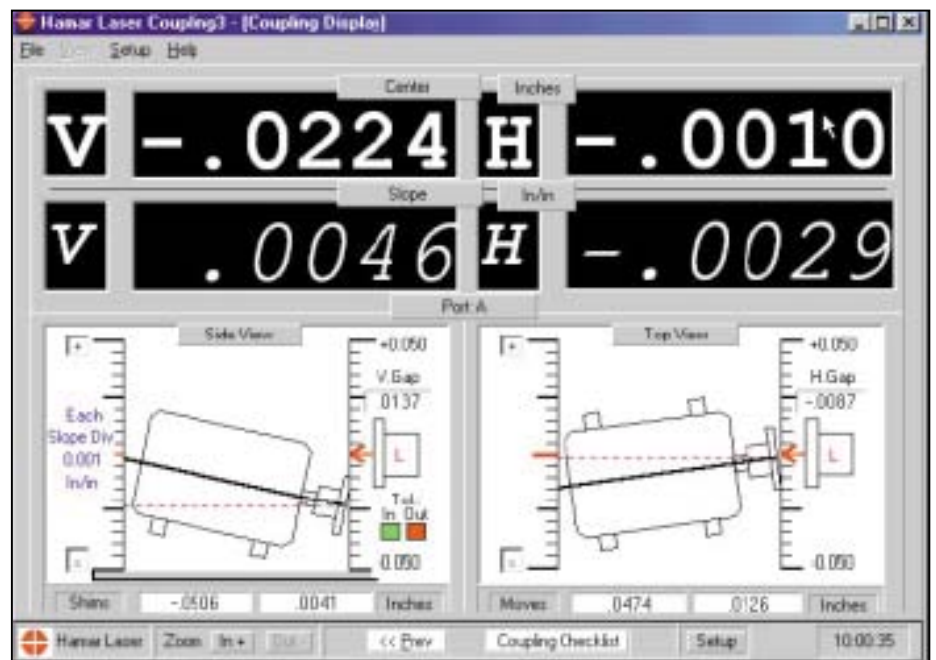 Hamar Laser Coupling3 - [Coupling Display]
File View Setup Help
Center Inches
V -.0224 H -.0010
Slope In/in
V .0046 H -.0029
Port A
Side View
+
+0.050
V.Gap
.0137
Each
Slope Div
0.001
In/in
L
Tol.
In Out
-
-0.050
Top View
+
+0.050
H.Gap
-.0087
L
-
-0.050
Shims -.0506 .0041 Inches
Moves .0474 .0126 Inches
Hamar Laser Zoom In + Out - << Prev Coupling Checklist Setup 10:00:35